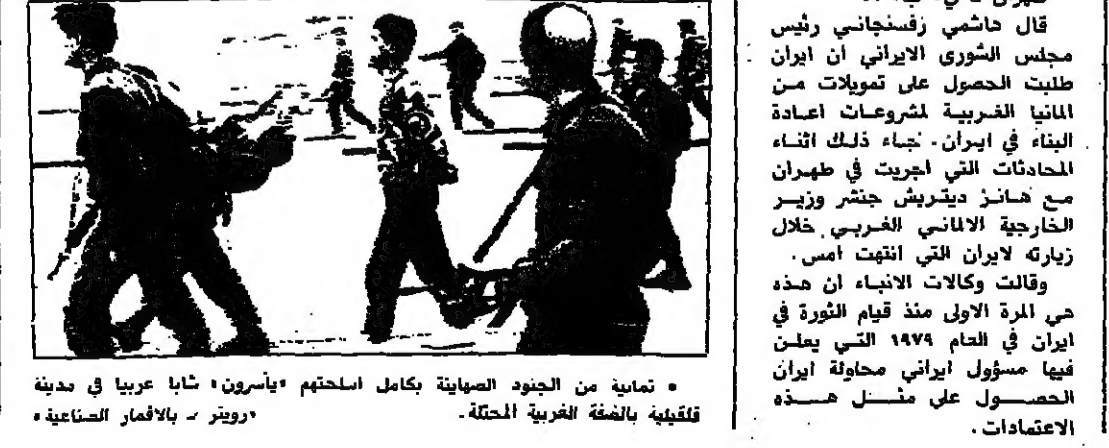 قال هاشمي رفسنجاني رئيس
مجلس الشورى الايراني أن ايران
طلبت الحصول على تمويلات من
المانيا الغربية لمشروعات اعادة
البناء في ايران. جاء ذلك اثناء
المحادثات التي اجريت في طهران
مع هانز ديتريش جنشر وزير
الخارجية الالماني الغربي خلال
زيارته لايران التي انتهت امس.
وقالت وكالات الانباء ان هذه
هي المرة الاولى منذ قيام الثورة في
ايران في العام ١٩٧٩ التي يعلن
فيها مسؤول ايراني محاولة ايران
الحصول على مثل هذه
الاعتمادات.
• ثمانية من الجنود الصهاينة بكامل اسلحتهم «يأسرون» شابا عربيا في مدينة
قلقيلية بالضفة الغربية المحتلة. «رويتر ـ بالاقمار الصناعية»